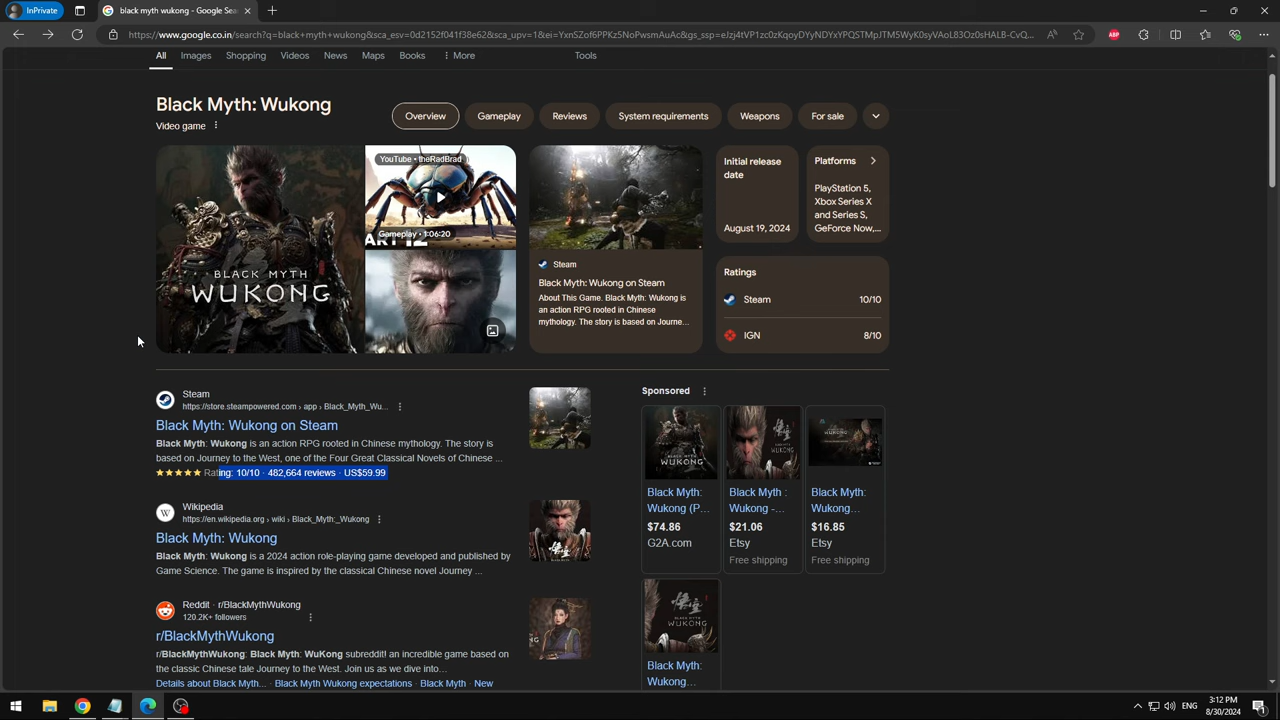 InPrivate
black myth wukong - Google Sea
https://www.google.co.in/search?q=black+myth+wukong&sca_esv=0d2152f041f38e62&sca_upv=1&ei=YxnSZof6PPKz5NoPwsmAuAc&gs_ssp=eJzj4tVP1zc0zKqoyDYyNDYxYPQSTMpJTM5WyK0syVAoL83Oz0sHALB-CvQ...
ABP
All
Images
Shopping
Videos
News
Maps
Books
More
Tools
Black Myth: Wukong
Video game
Overview
Gameplay
Reviews
System requirements
Weapons
For sale
BLACK MYTH
WUKONG
YouTube • theRadBrad
Gameplay • 1:06:20
ART 12
Steam
Black Myth: Wukong on Steam
About This Game. Black Myth: Wukong is
an action RPG rooted in Chinese
mythology. The story is based on Journe...
Initial release
date
August 19, 2024
Platforms
PlayStation 5,
Xbox Series X
and Series S,
GeForce Now,...
Ratings
Steam 10/10
IGN 8/10
Steam
https://store.steampowered.com › app › Black_Myth_Wu...
Black Myth: Wukong on Steam
Black Myth: Wukong is an action RPG rooted in Chinese mythology. The story is
based on Journey to the West, one of the Four Great Classical Novels of Chinese ...
Rating: 10/10 · 482,664 reviews · US$59.99
Wikipedia
https://en.wikipedia.org › wiki › Black_Myth:_Wukong
Black Myth: Wukong
Black Myth: Wukong is a 2024 action role-playing game developed and published by
Game Science. The game is inspired by the classical Chinese novel Journey ...
Reddit · r/BlackMythWukong
120.2K+ followers
r/BlackMythWukong
r/BlackMythWukong: Black Myth: WuKong subreddit! an incredible game based on
the classic Chinese tale Journey to the West. Join us as we dive into...
Details about Black Myth... · Black Myth Wukong expectations · Black Myth · New
Sponsored
Black Myth:
Wukong (P...
$74.86
G2A.com
Black Myth :
Wukong -...
$21.06
Etsy
Free shipping
Black Myth:
Wukong...
$16.85
Etsy
Free shipping
WUKONG
Black Myth:
Wukong...
ENG
3:12 PM
8/30/2024